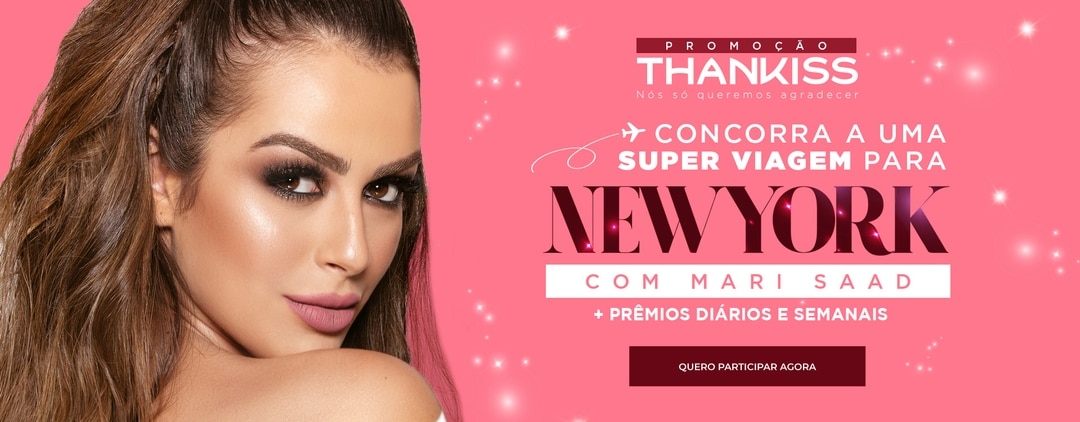 PROMOÇÃO
THANKISS
Nós só queremos agradecer
CONCORRA A UMA
SUPER VIAGEM PARA
NEW YORK
COM MARI SAAD
+ PRÊMIOS DIÁRIOS E SEMANAIS
QUERO PARTICIPAR AGORA